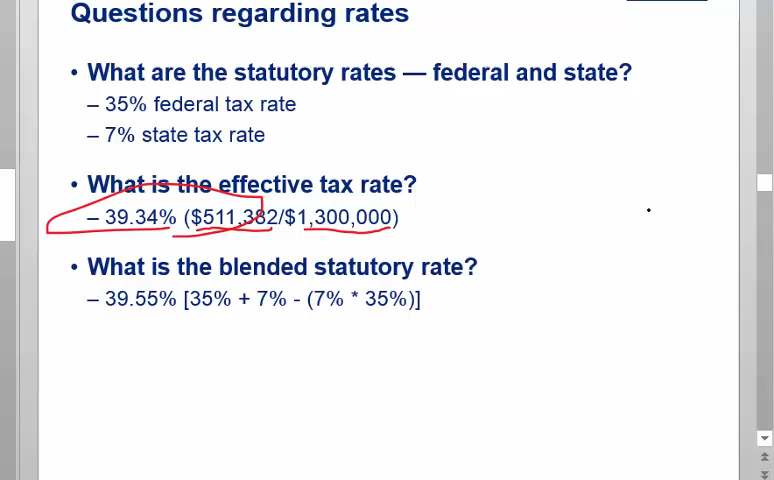 Questions regarding rates
• What are the statutory rates — federal and state?
– 35% federal tax rate
– 7% state tax rate
• What is the effective tax rate?
– 39.34% ($511,382/$1,300,000)
• What is the blended statutory rate?
– 39.55% [35% + 7% - (7% * 35%)]